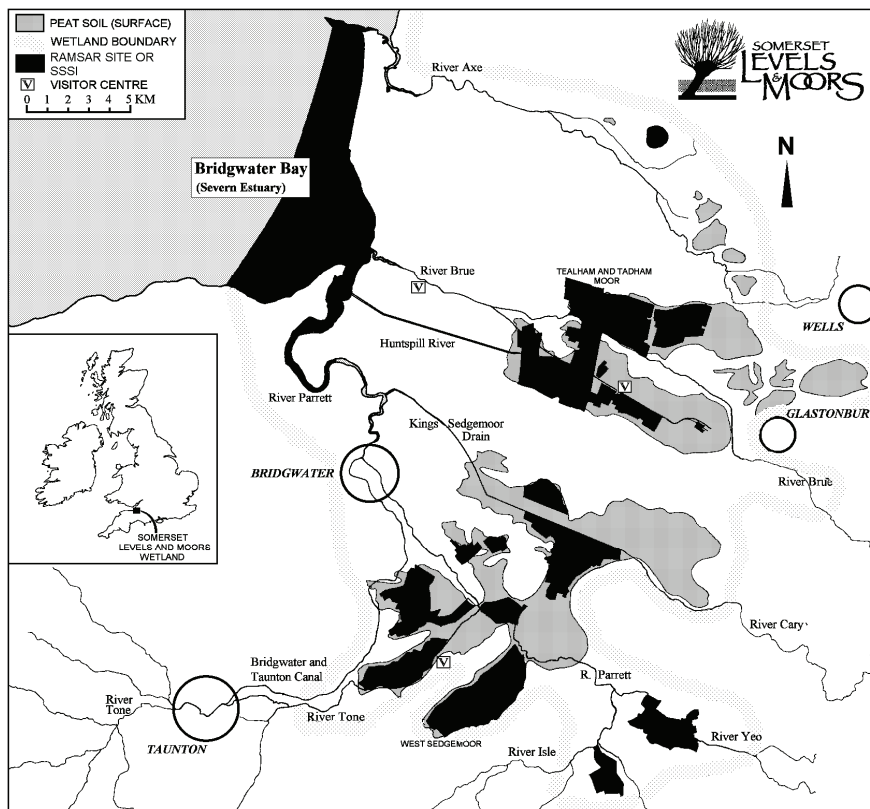 PEAT SOIL (SURFACE)
WETLAND BOUNDARY
RAMSAR SITE OR
SSSI
V VISITOR CENTRE
0 1 2 3 4 5 KM
SOMERSET
LEVELS
&
MOORS
N
River Axe
Bridgwater Bay
(Severn Estuary)
River Brue
V
TEALHAM AND TADHAM
MOOR
WELLS
Huntspill River
V
River Parrett
GLASTONBUR
Kings Sedgemoor
Drain
BRIDGWATER
River Brue
SOMERSET
LEVELS AND MOORS
WETLAND
River Cary
Bridgwater and
Taunton Canal
V
R. Parrett
River
Tone
River Tone
TAUNTON
WEST SEDGEMOOR
River Isle
River Yeo